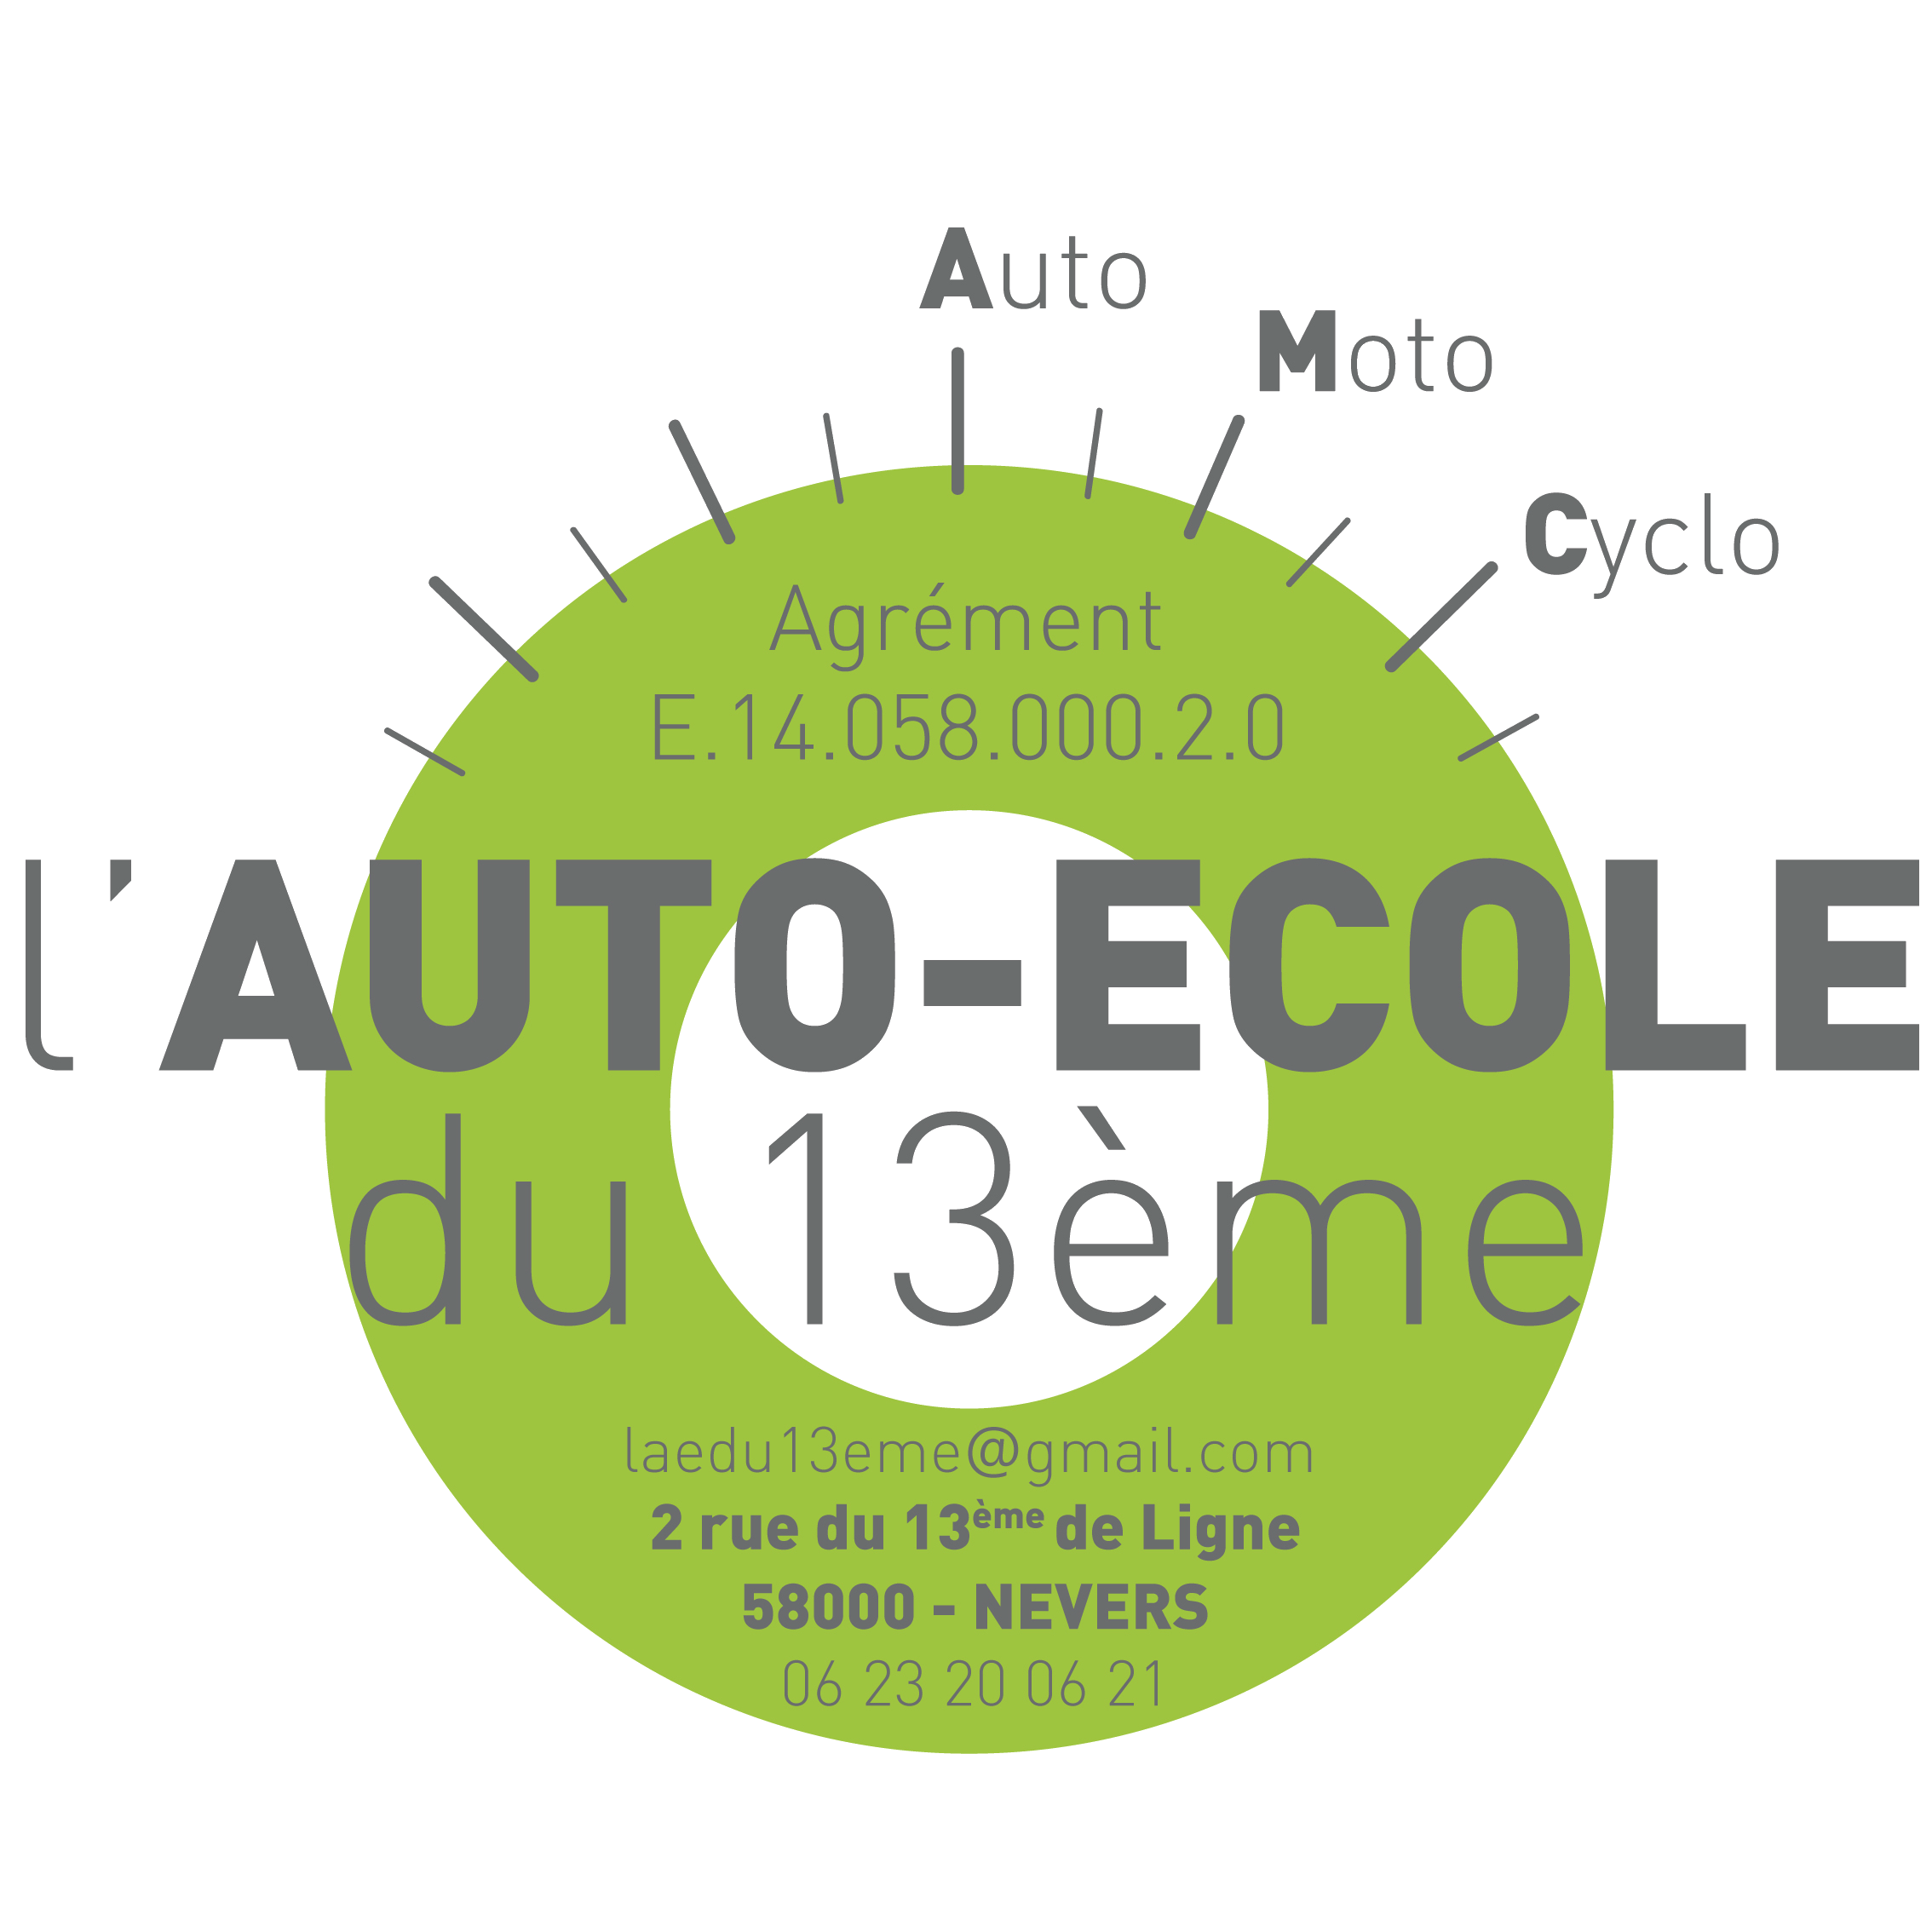 Auto
Moto
Cyclo
Agrément
E.14.058.000.2.0
l'AUTO-ECOLE
du 13ème
laedu13eme@gmail.com
2 rue du 13ème de Ligne
58000 - NEVERS
06 23 20 06 21